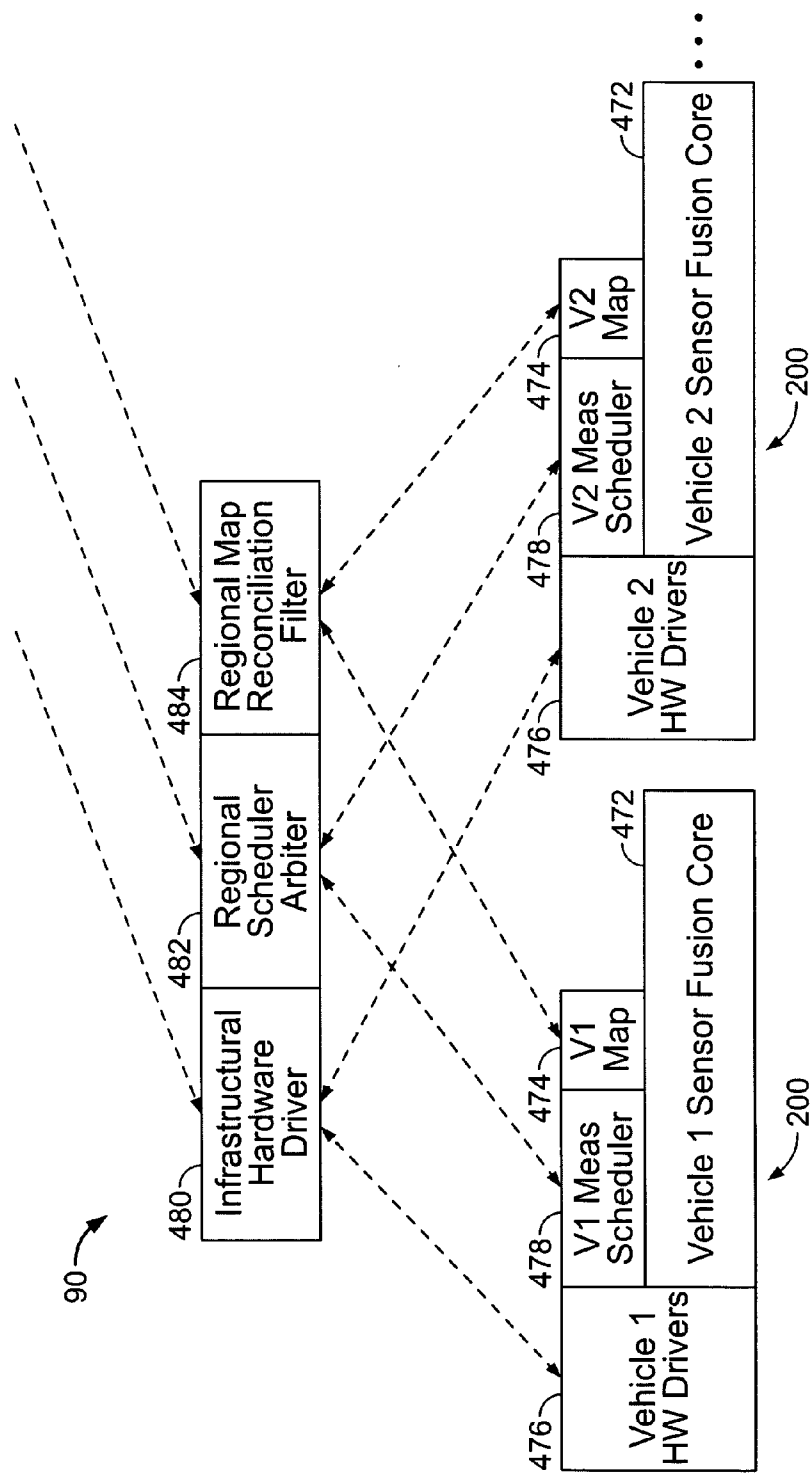 90
480
Infrastructural
Hardware
Driver
482
Regional
Scheduler
Arbiter
484
Regional Map
Reconciliation
Filter
476
Vehicle 1
HW Drivers
478
V1 Meas
Scheduler
474
V1
Map
472
Vehicle 1 Sensor Fusion Core
200
476
Vehicle 2
HW Drivers
478
V2 Meas
Scheduler
474
V2
Map
472
Vehicle 2 Sensor Fusion Core
200